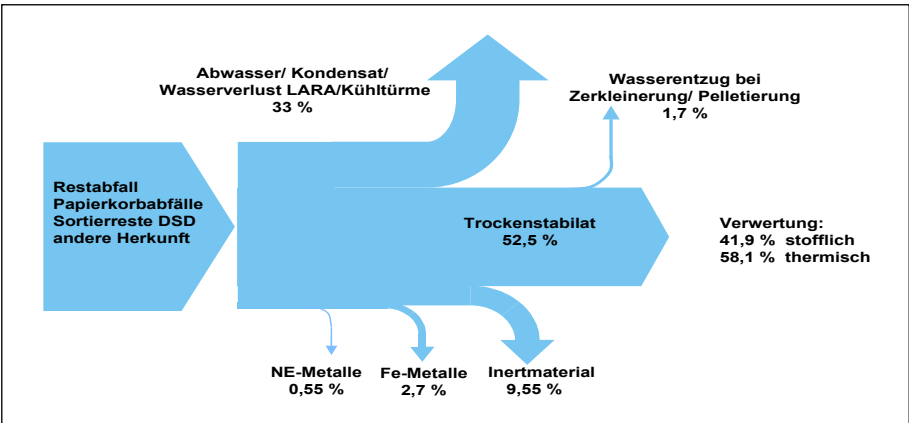 Abwasser/ Kondensat/
Wasserverlust LARA/Kühltürme
33 %
Wasserentzug bei
Zerkleinerung/ Pelletierung
1,7 %
Restabfall
Papierkorbabfälle
Sortierreste DSD
andere Herkunft
Trockenstabilat
52,5 %
Verwertung:
41,9 % stofflich
58,1 % thermisch
NE-Metalle
0,55 %
Fe-Metalle
2,7 %
Inertmaterial
9,55 %